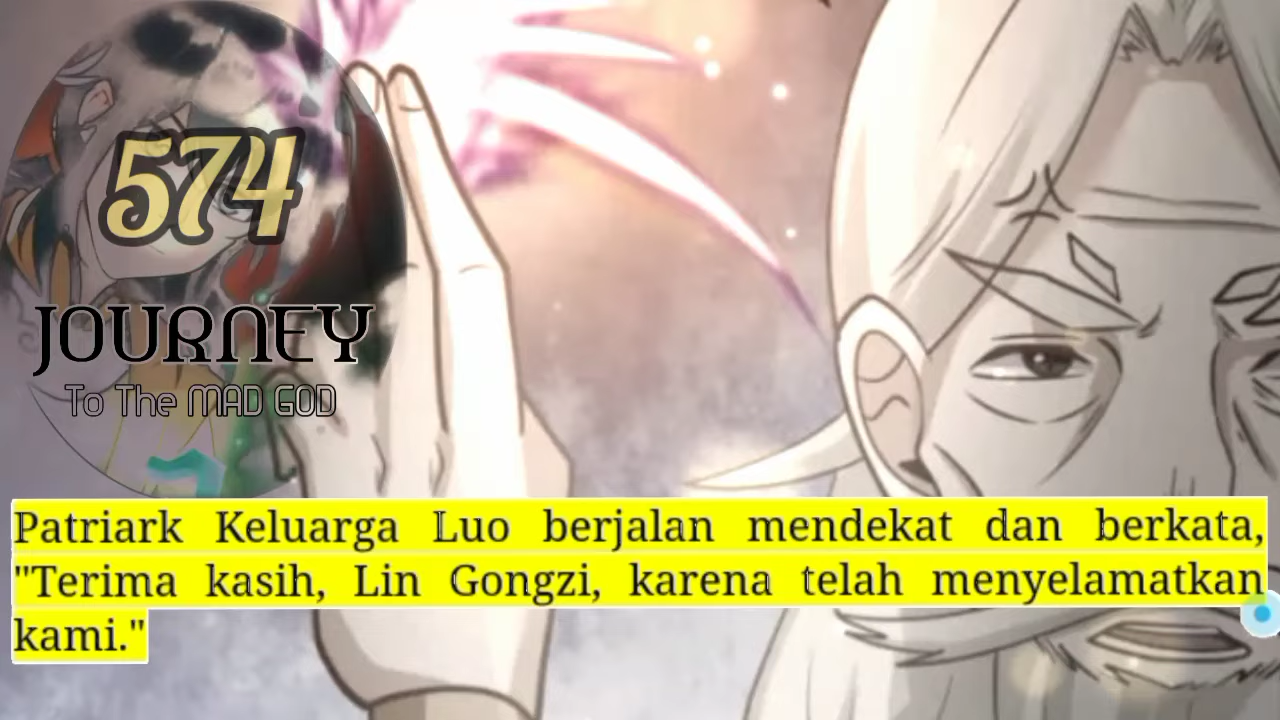 574
JOURNEY
To The MAD GOD
Patriark Keluarga Luo berjalan mendekat dan berkata,
"Terima kasih, Lin Gongzi, karena telah menyelamatkan
kami."